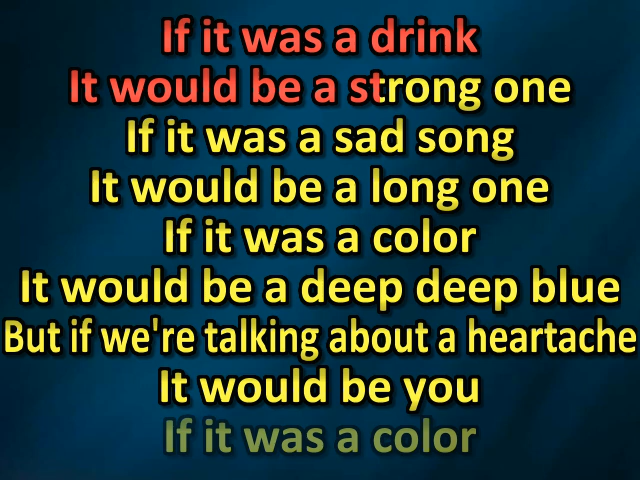 If it was a drink
It would be a strong one
If it was a sad song
It would be a long one
If it was a color
It would be a deep deep blue
But if we're talking about a heartache
It would be you
If it was a color